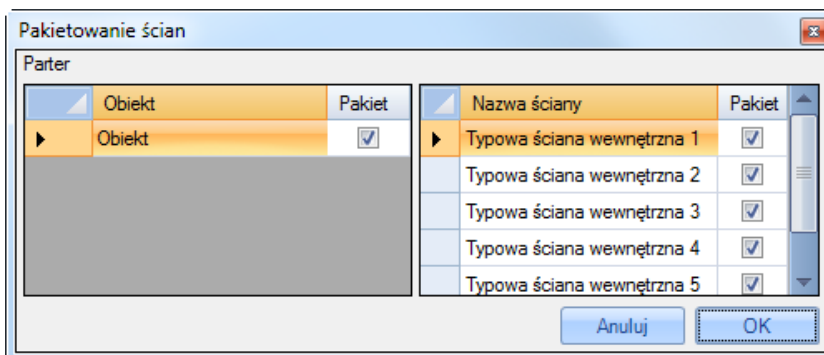 Pakietowanie ścian
Parter
Obiekt Pakiet
Obiekt
Nazwa ściany Pakiet
Typowa ściana wewnętrzna 1
Typowa ściana wewnętrzna 2
Typowa ściana wewnętrzna 3
Typowa ściana wewnętrzna 4
Typowa ściana wewnętrzna 5
Anuluj OK